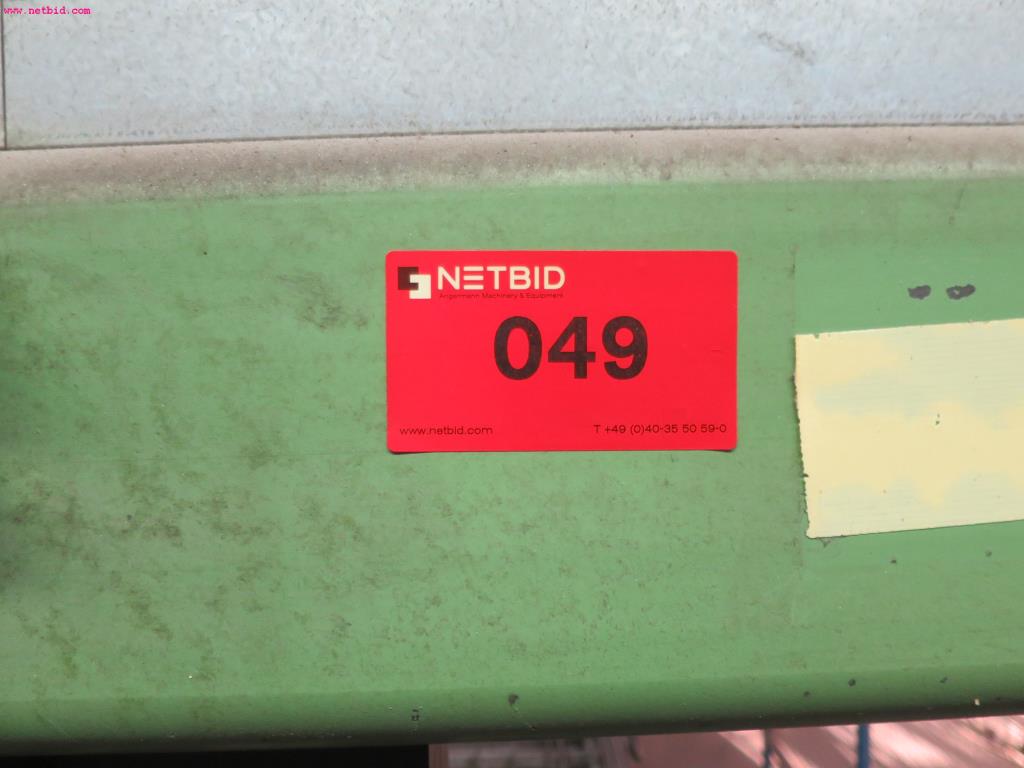 www.netbid.com
NETBID
Angermann Machinery & Equipment
049
www.netbid.com T +49 (0)40-35 50 59-0